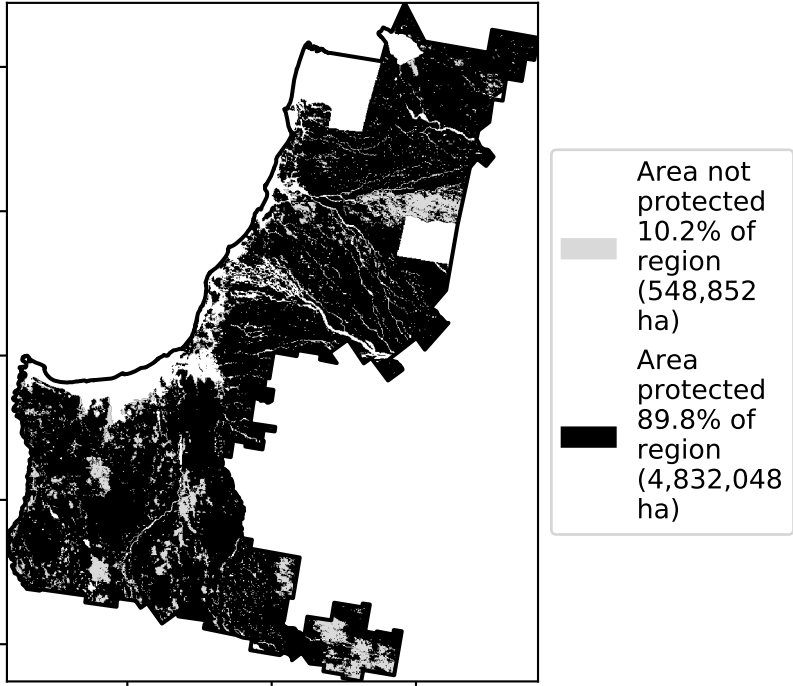 Area not
protected
10.2% of
region
(548,852
ha)
Area
protected
89.8% of
region
(4,832,048
ha)